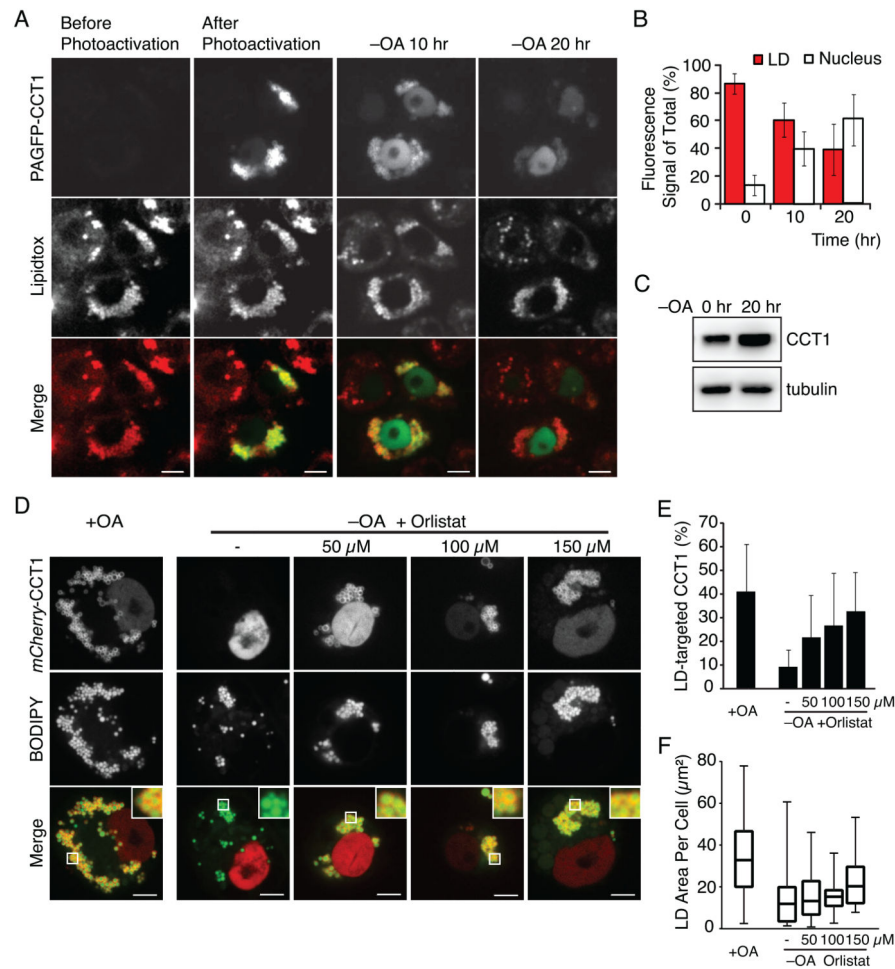 A
Before Photoactivation
After Photoactivation
–OA 10 hr
–OA 20 hr
PAGFP-CCT1
Lipidtox
Merge
B
LD
Nucleus
Fluorescence Signal of Total (%)
100
80
60
40
20
0
0
10
20
Time (hr)
C
–OA 0 hr 20 hr
CCT1
tubulin
D
+OA
–OA + Orlistat
-
50 µM
100 µM
150 µM
mCherry-CCT1
BODIPY
Merge
E
LD-targeted CCT1 (%)
70
60
50
40
30
20
10
0
+OA
- 50 100 150 µM
–OA +Orlistat
F
LD Area Per Cell (µm²)
80
60
40
20
0
+OA
- 50 100 150 µM
–OA Orlistat